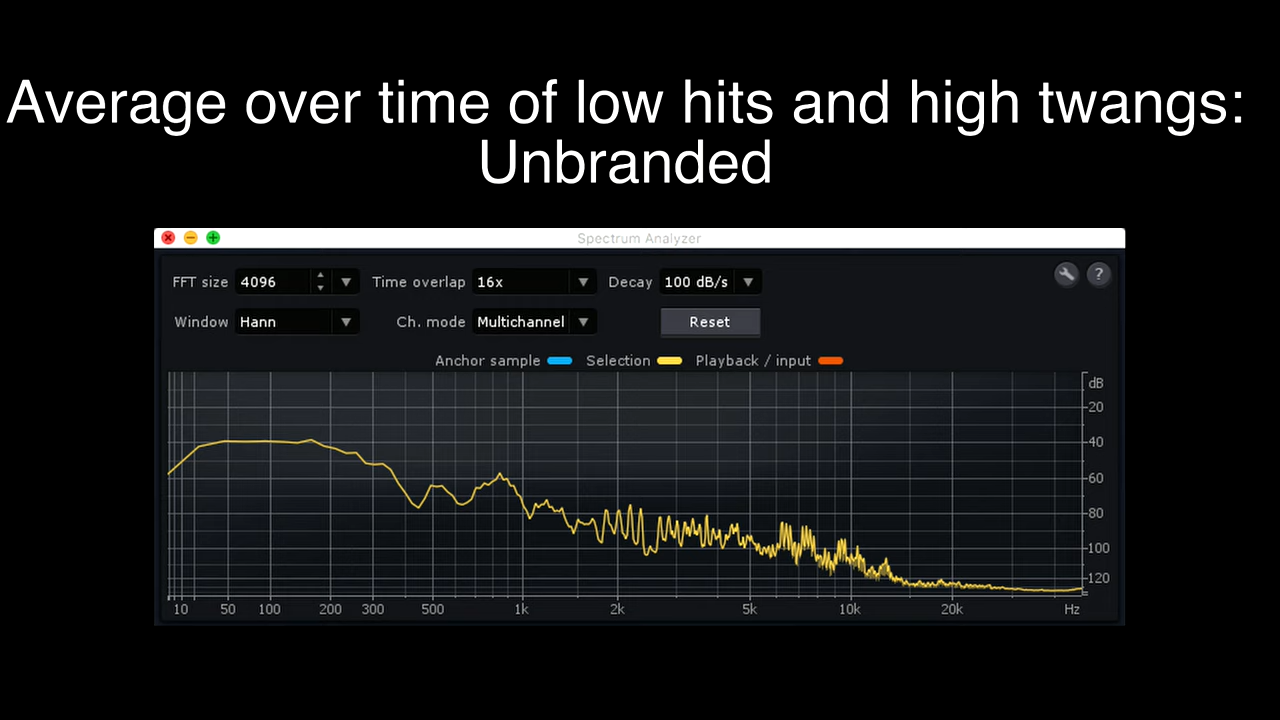 Average over time of low hits and high twangs:
Unbranded
Spectrum Analyzer
FFT size 4096 Time overlap 16x Decay 100 dB/s ?
Window Hann Ch. mode Multichannel Reset
Anchor sample Selection Playback / input
dB
-20
-40
-60
-80
-100
-120
10 50 100 200 300 500 1k 2k 5k 10k 20k Hz